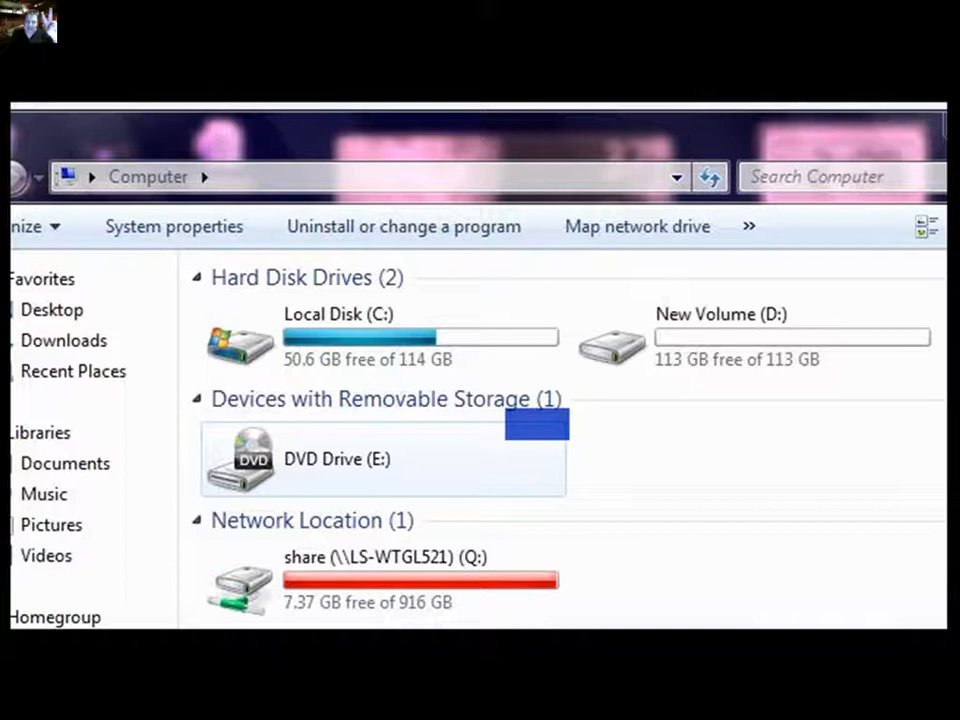 Computer
Search Computer
nize
System properties
Uninstall or change a program
Map network drive
»
Favorites
Desktop
Downloads
Recent Places
Libraries
Documents
Music
Pictures
Videos
Homegroup
Hard Disk Drives (2)
Local Disk (C:)
50.6 GB free of 114 GB
New Volume (D:)
113 GB free of 113 GB
Devices with Removable Storage (1)
DVD
DVD Drive (E:)
Network Location (1)
share (\\LS-WTGL521) (Q:)
7.37 GB free of 916 GB